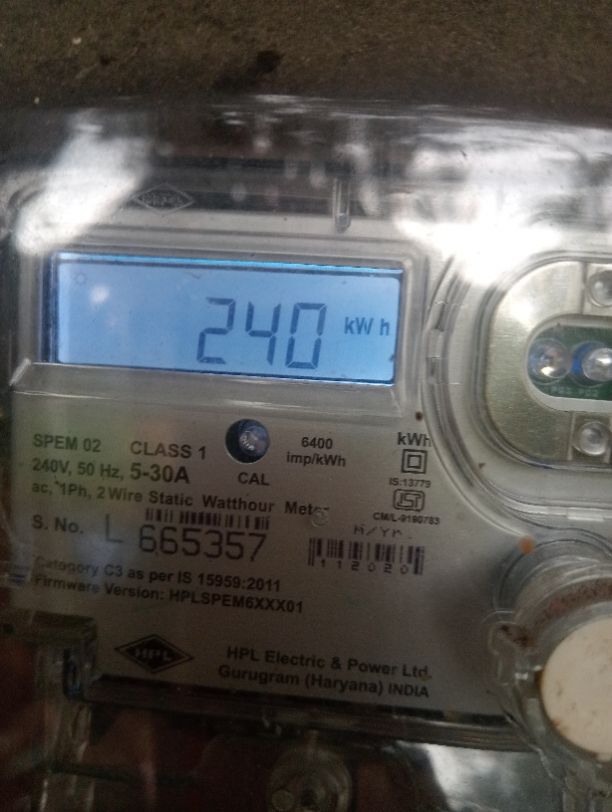 240 kWh
SPEM 02 CLASS 1
6400
imp/kWh
kWh
240V, 50 Hz, 5-30A
CAL
IS:13779
ISI
ac, 1Ph, 2 Wire Static Watthour Meter
CM/L-9190783
S. No. L 665357
M/Yr.
112020
Category C3 as per IS 15959:2011
Firmware Version: HPLSPEM6XXX01
HPL
HPL Electric & Power Ltd.
Gurugram (Haryana) INDIA